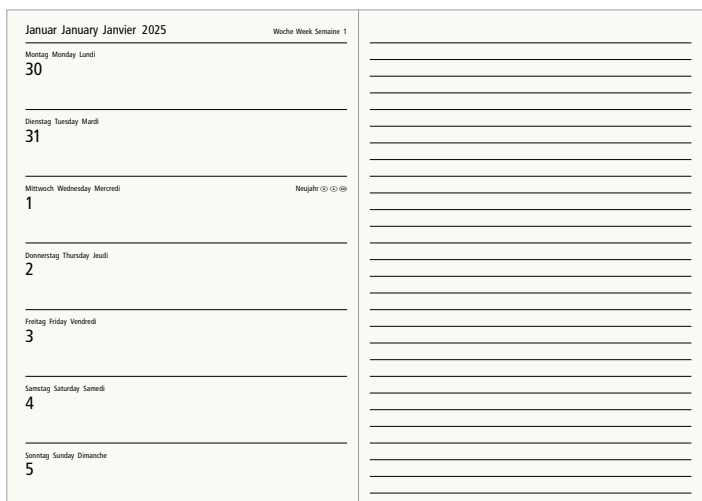 Januar January Janvier 2025 Woche Week Semaine 1
Montag Monday Lundi
30
Dienstag Tuesday Mardi
31
Mittwoch Wednesday Mercredi Neujahr
1
Donnerstag Thursday Jeudi
2
Freitag Friday Vendredi
3
Samstag Saturday Samedi
4
Sonntag Sunday Dimanche
5